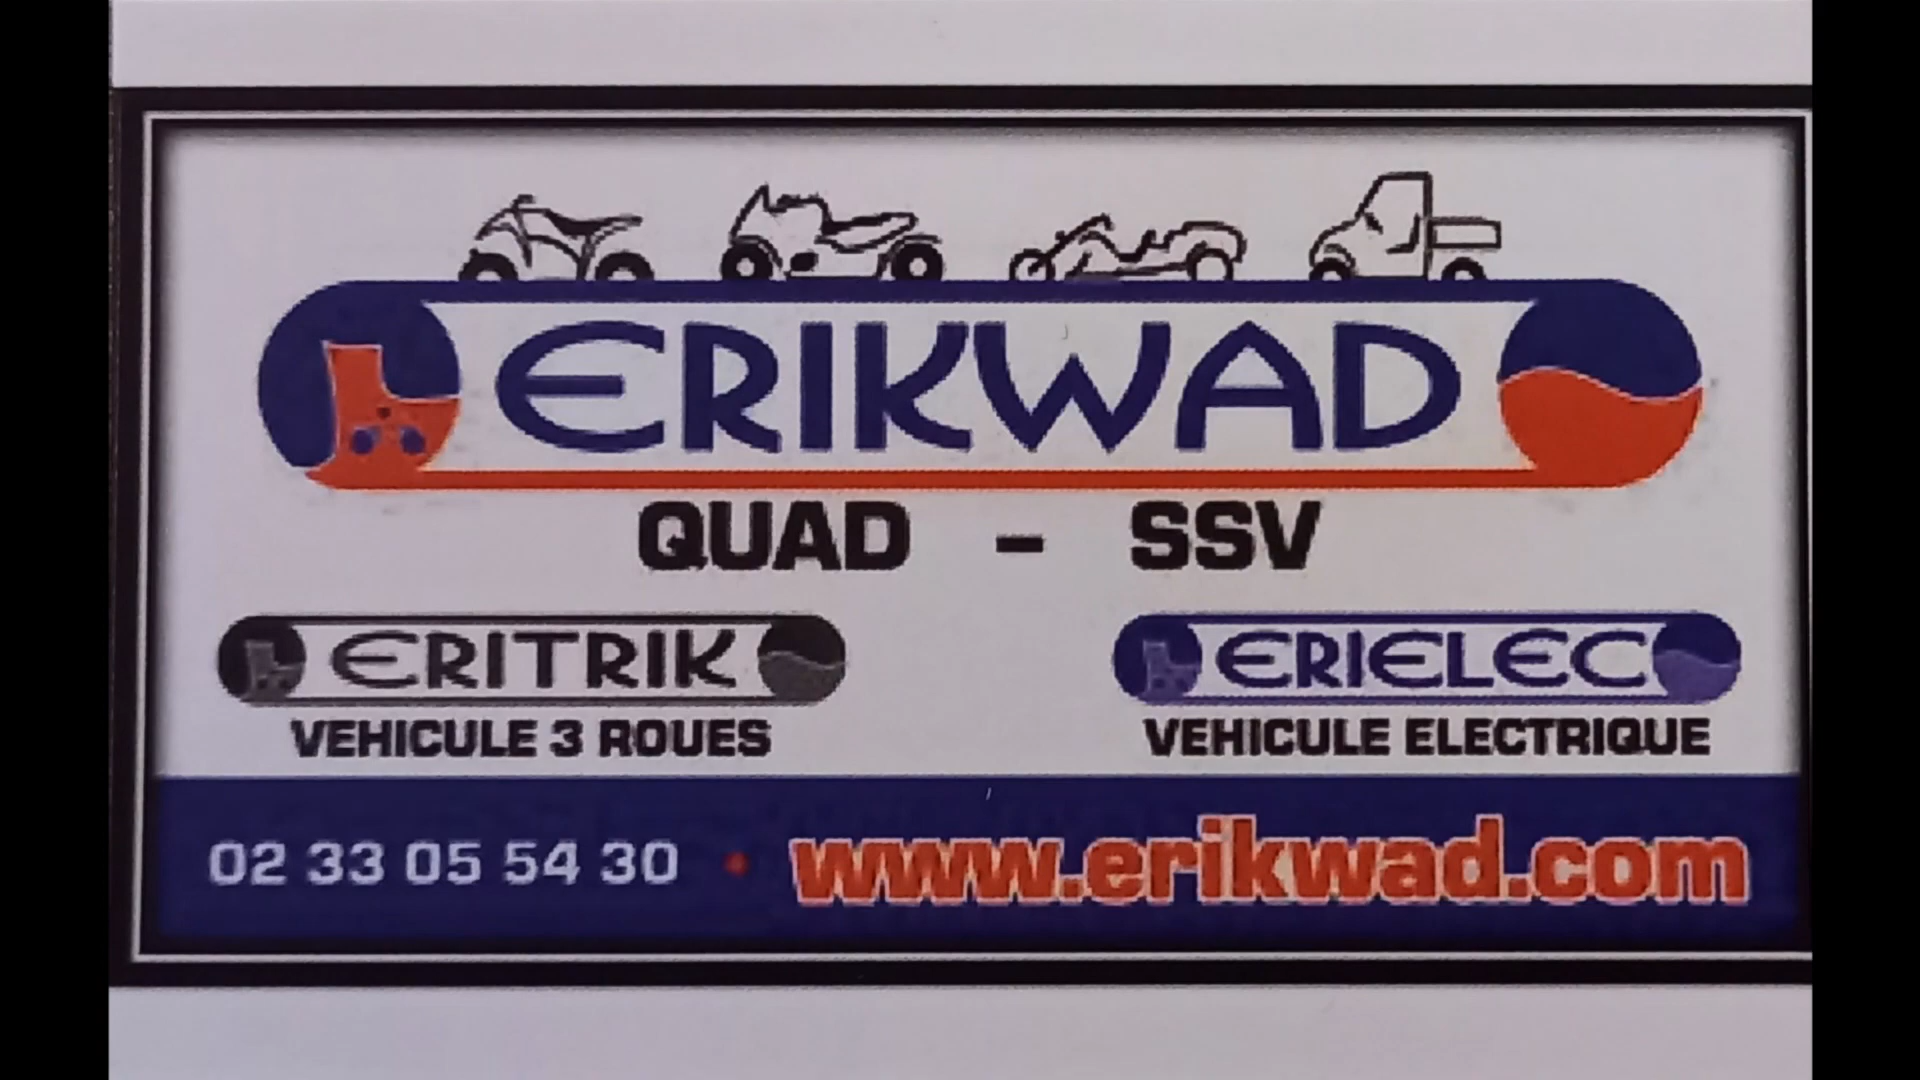 ERIKWAD
QUAD - SSV
ERITRIK
VEHICULE 3 ROUES
ERIELEC
VEHICULE ELECTRIQUE
02 33 05 54 30 • www.erikwad.com